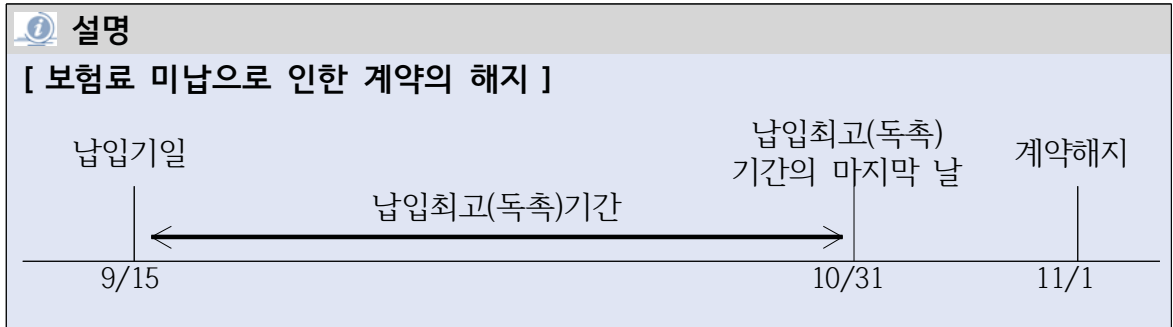 설명
[ 보험료 미납으로 인한 계약의 해지 ]
납입기일
납입최고(독촉)
기간의 마지막 날
계약해지
납입최고(독촉)기간
9/15
10/31
11/1